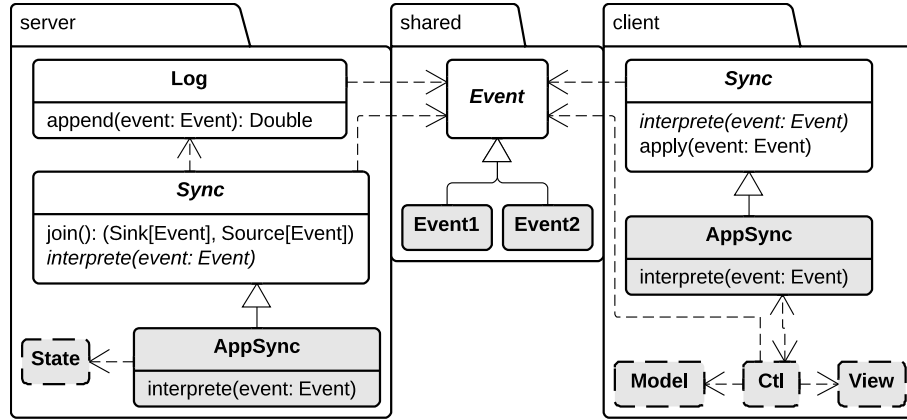 server
Log
append(event: Event): Double
Sync
join(): (Sink[Event], Source[Event])
interprete(event: Event)
State
AppSync
interprete(event: Event)
shared
Event
Event1
Event2
client
Sync
interprete(event: Event)
apply(event: Event)
AppSync
interprete(event: Event)
Model
Ctl
View